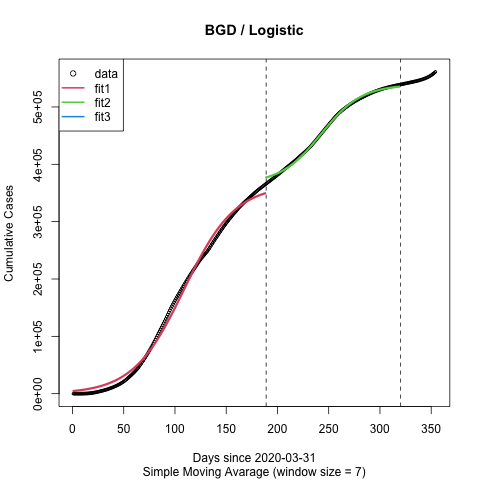 BGD / Logistic
data
fit1
fit2
fit3
Cumulative Cases
0e+00
1e+05
2e+05
3e+05
4e+05
5e+05
0 50 100 150 200 250 300 350
Days since 2020-03-31
Simple Moving Avarage (window size = 7)